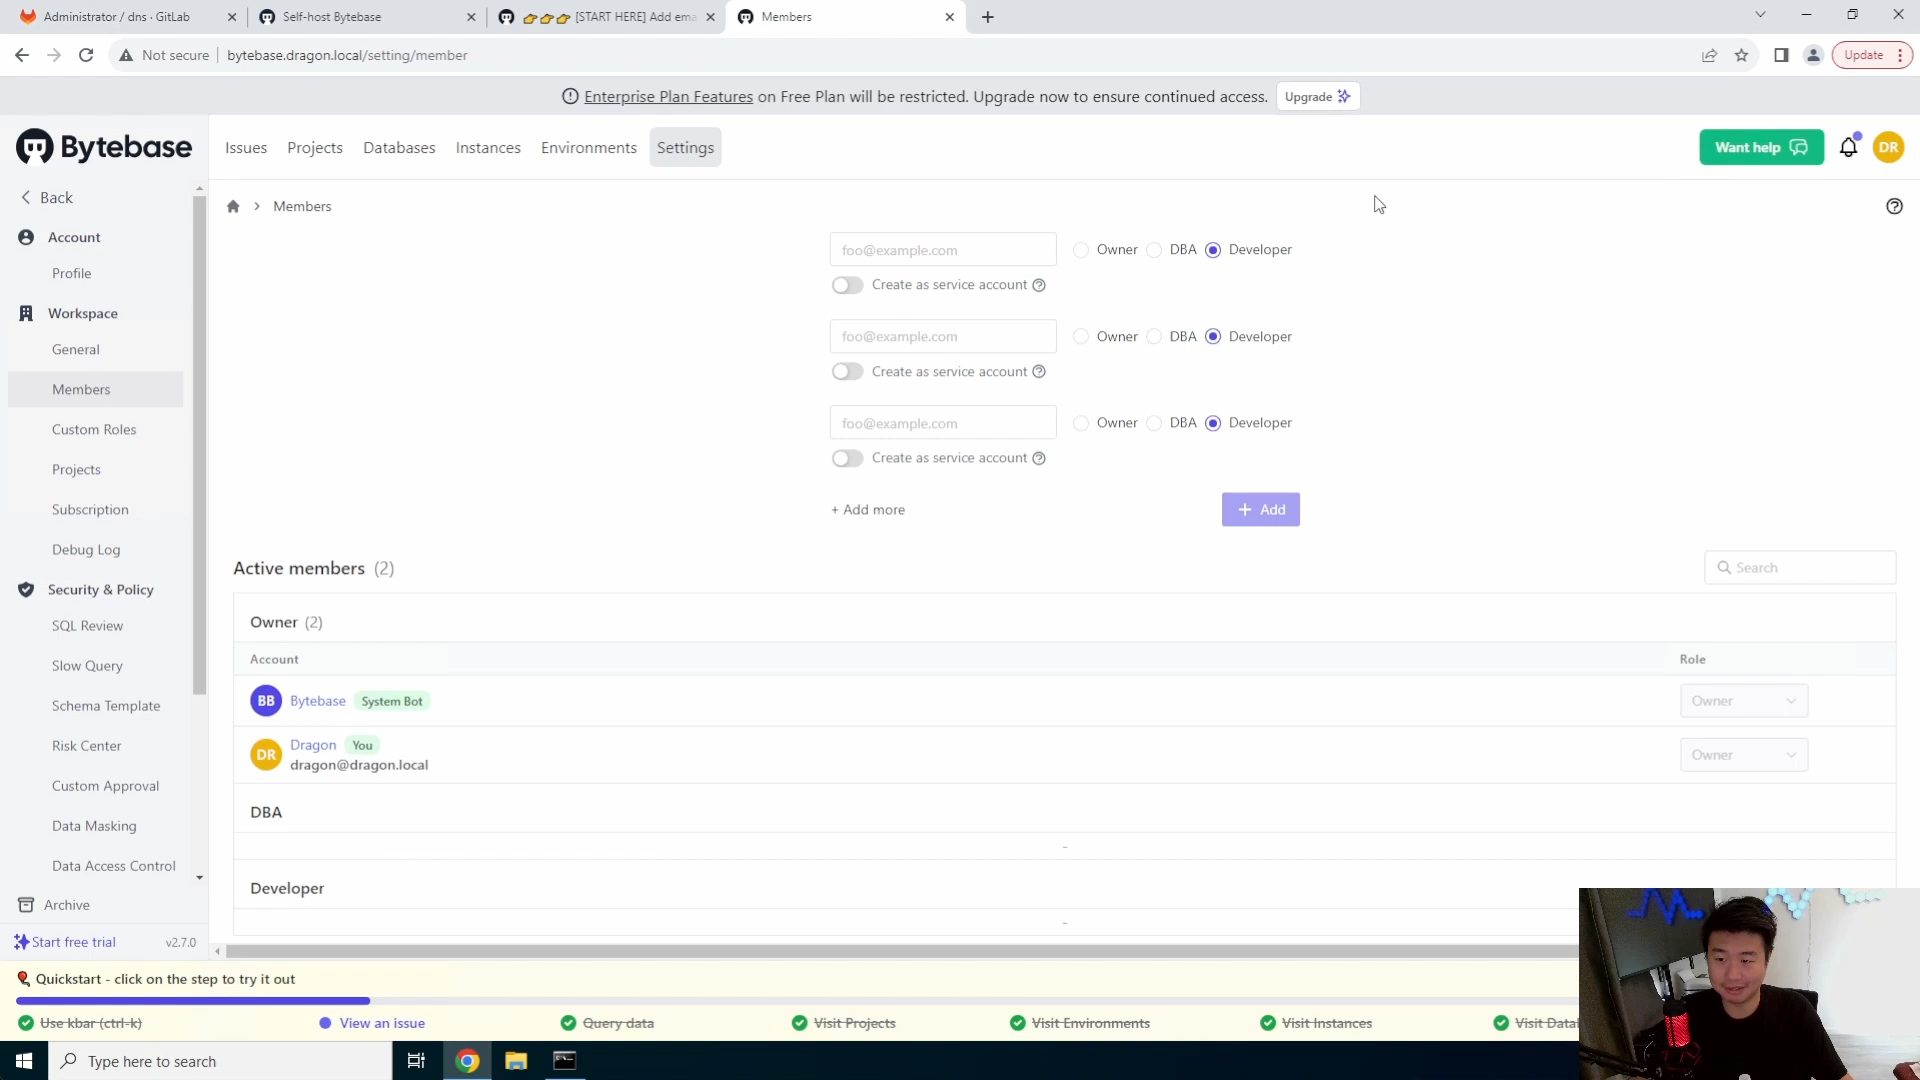 Administrator / dns · GitLab
Self-host Bytebase
👉👉👉 [START HERE] Add ema
Members
Not secure
bytebase.dragon.local/setting/member
Update
Enterprise Plan Features on Free Plan will be restricted. Upgrade now to ensure continued access.
Upgrade
Bytebase
Issues
Projects
Databases
Instances
Environments
Settings
Want help
DR
Back
Members
Account
Profile
Workspace
General
Members
Custom Roles
Projects
Subscription
Debug Log
Security & Policy
SQL Review
Slow Query
Schema Template
Risk Center
Custom Approval
Data Masking
Data Access Control
Archive
Start free trial
v2.7.0
foo@example.com
Owner
DBA
Developer
Create as service account
foo@example.com
Owner
DBA
Developer
Create as service account
foo@example.com
Owner
DBA
Developer
Create as service account
+ Add more
+ Add
Active members (2)
Search
Owner (2)
Account
Role
BB
Bytebase
System Bot
Owner
DR
Dragon
You
dragon@dragon.local
Owner
DBA
-
Developer
-
🎈 Quickstart - click on the step to try it out
Use kbar (ctrl-k)
View an issue
Query data
Visit Projects
Visit Environments
Visit Instances
Visit Datab
Type here to search